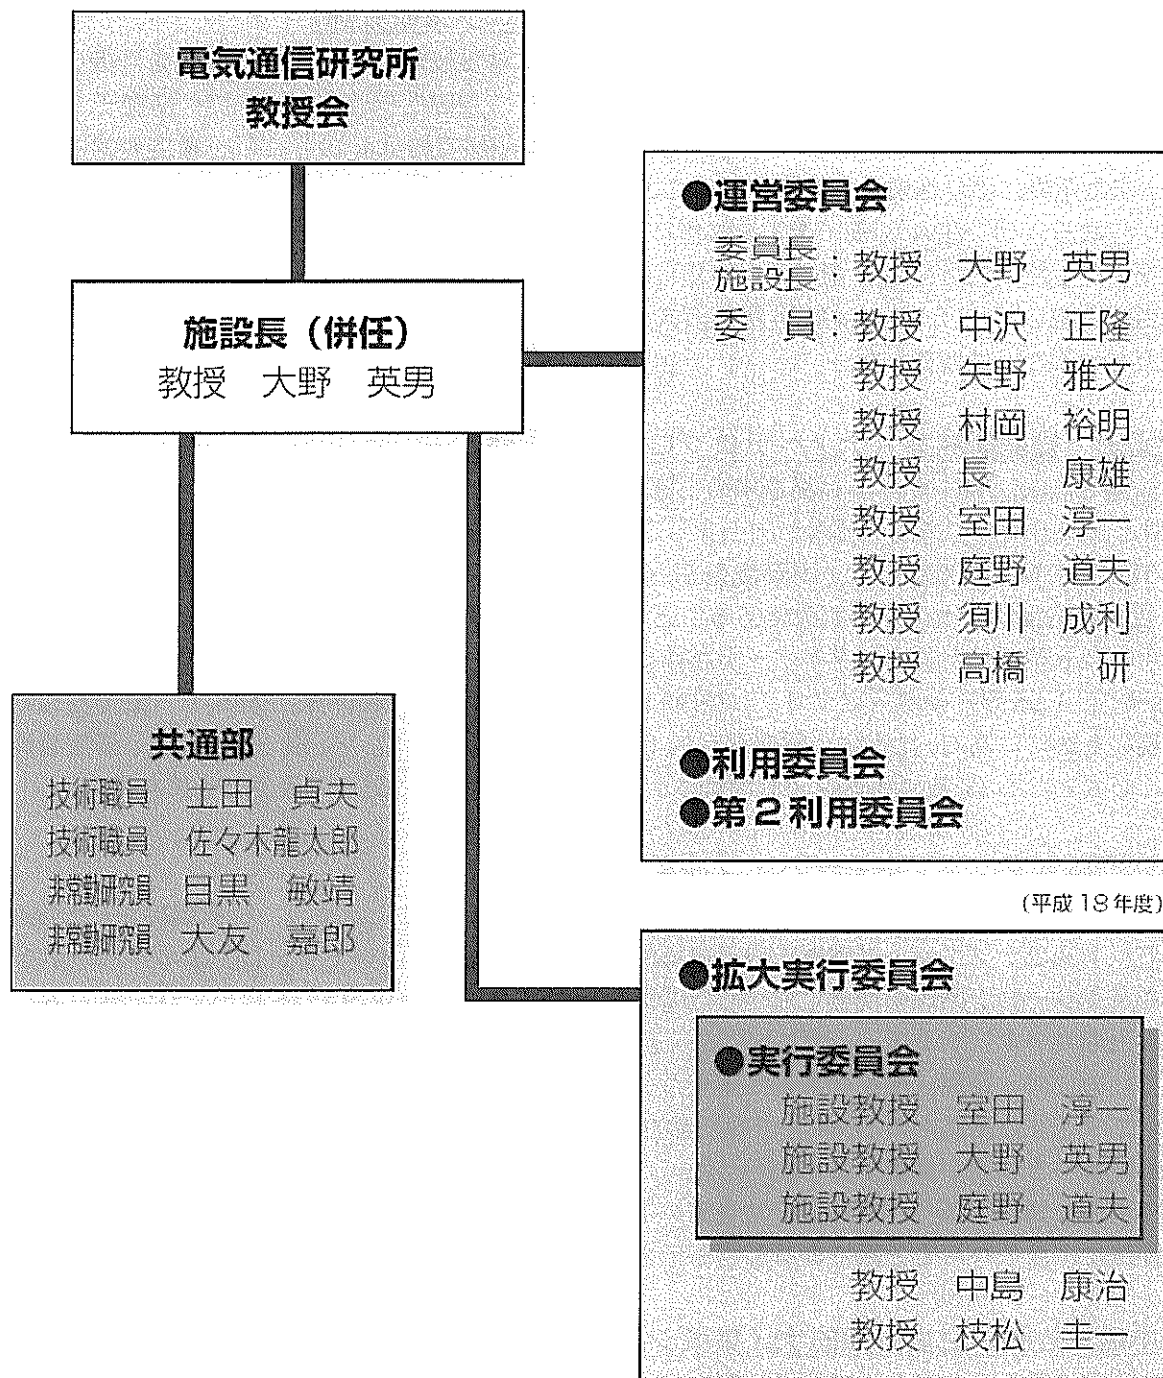 電気通信研究所
教授会
施設長（併任）
教授　大野　英男
●運営委員会
委員長
施設長：教授　大野　英男
委　員：教授　中沢　正隆
教授　矢野　雅文
教授　村岡　裕明
教授　長　　康雄
教授　室田　淳一
教授　庭野　道夫
教授　須川　成利
教授　高橋　　研
●利用委員会
●第２利用委員会
(平成 18 年度)
共通部
技術職員　土田　貞夫
技術職員　佐々木龍太郎
非常勤研究員　目黒　敏靖
非常勤研究員　大友　嘉郎
●拡大実行委員会
●実行委員会
施設教授　室田　淳一
施設教授　大野　英男
施設教授　庭野　道夫
教授　中島　康治
教授　枝松　圭一